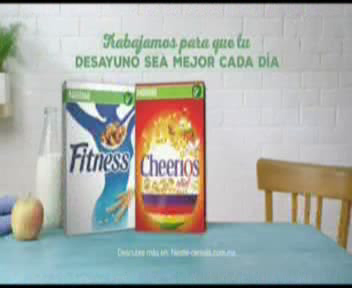 Trabajamos para que tu
DESAYUNO SEA MEJOR CADA DÍA
Nestlé
Nestlé
Fitness
Cheerios
Descubre más en: Nestle-cereals.com.mx